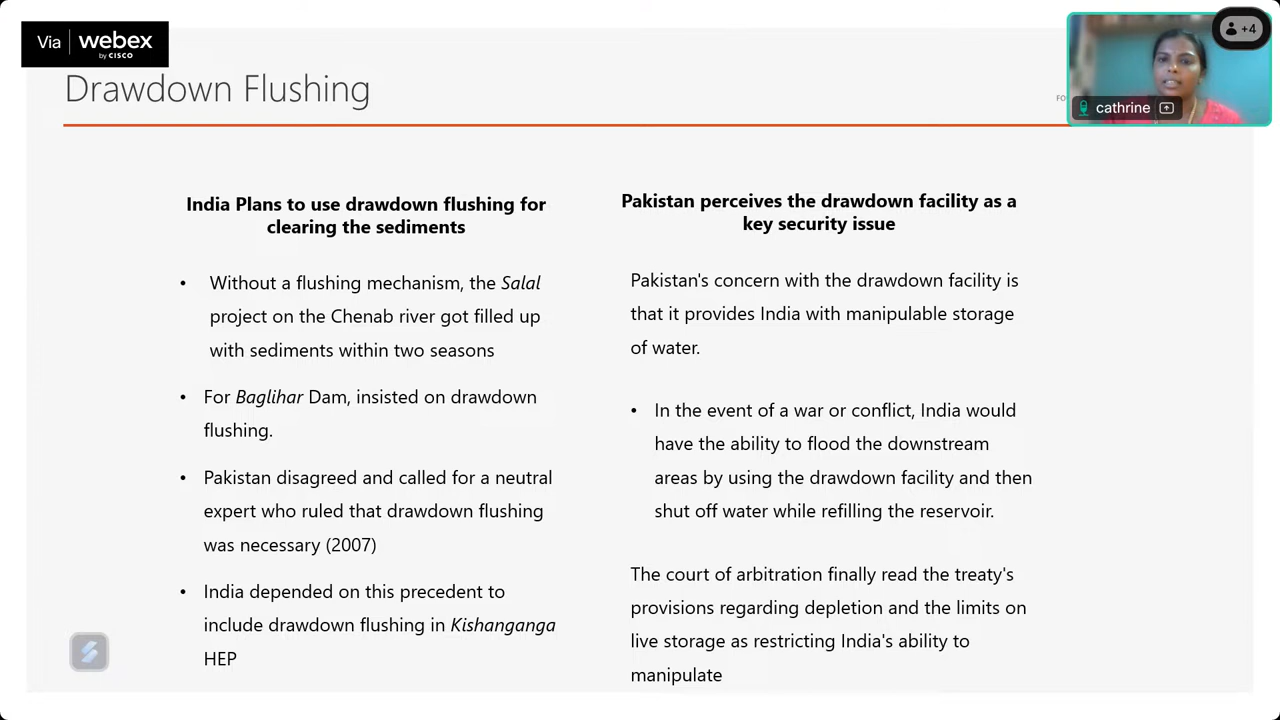 Via webex
by CISCO
+4
Drawdown Flushing
FO
cathrine
India Plans to use drawdown flushing for
clearing the sediments
• Without a flushing mechanism, the Salal
project on the Chenab river got filled up
with sediments within two seasons
• For Baglihar Dam, insisted on drawdown
flushing.
• Pakistan disagreed and called for a neutral
expert who ruled that drawdown flushing
was necessary (2007)
• India depended on this precedent to
include drawdown flushing in Kishanganga
HEP
Pakistan perceives the drawdown facility as a
key security issue
Pakistan's concern with the drawdown facility is
that it provides India with manipulable storage
of water.
• In the event of a war or conflict, India would
have the ability to flood the downstream
areas by using the drawdown facility and then
shut off water while refilling the reservoir.
The court of arbitration finally read the treaty's
provisions regarding depletion and the limits on
live storage as restricting India's ability to
manipulate